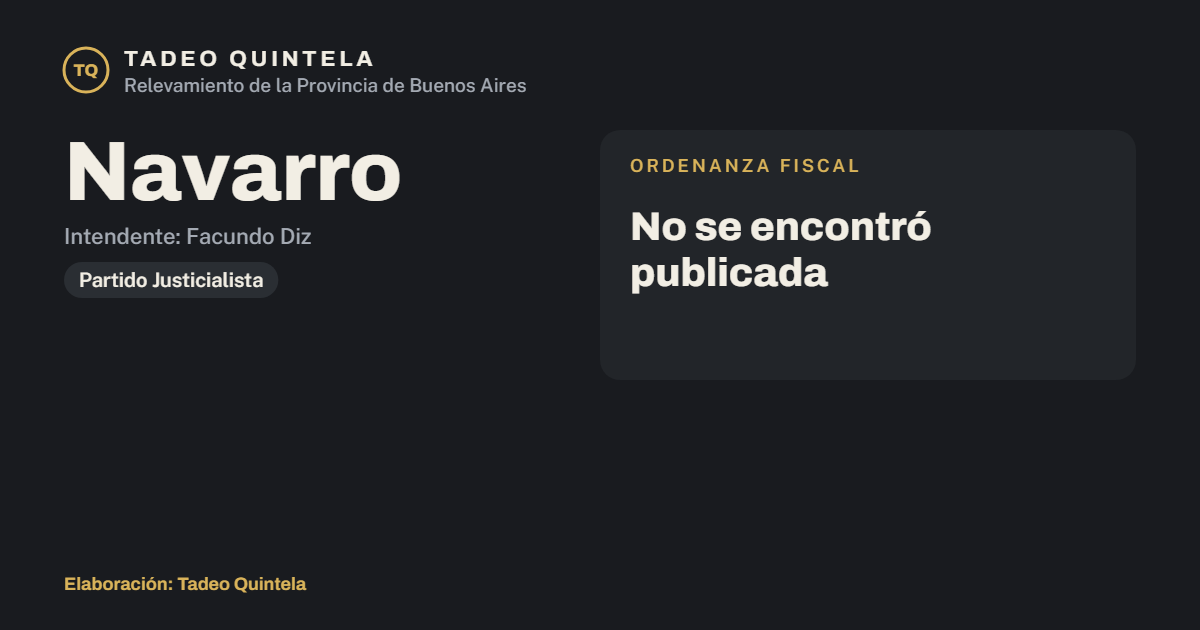 TQ
TADEO QUINTELA
Relevamiento de la Provincia de Buenos Aires
Navarro
Intendente: Facundo Diz
Partido Justicialista
ORDENANZA FISCAL
No se encontró
publicada
Elaboración: Tadeo Quintela